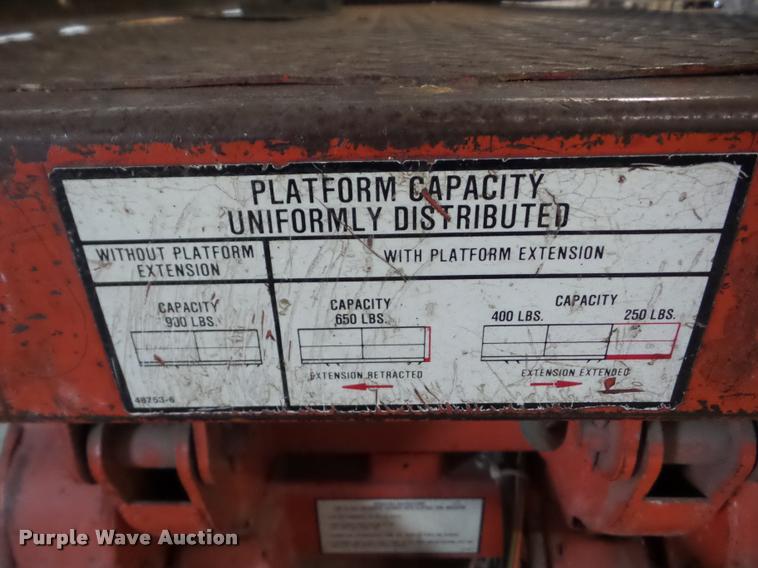 PLATFORM CAPACITY
UNIFORMLY DISTRIBUTED
WITHOUT PLATFORM
EXTENSION
WITH PLATFORM EXTENSION
CAPACITY
900 LBS.
CAPACITY
650 LBS.
EXTENSION RETRACTED
CAPACITY
400 LBS.
250 LBS.
EXTENSION EXTENDED
48753-6
Purple Wave Auction